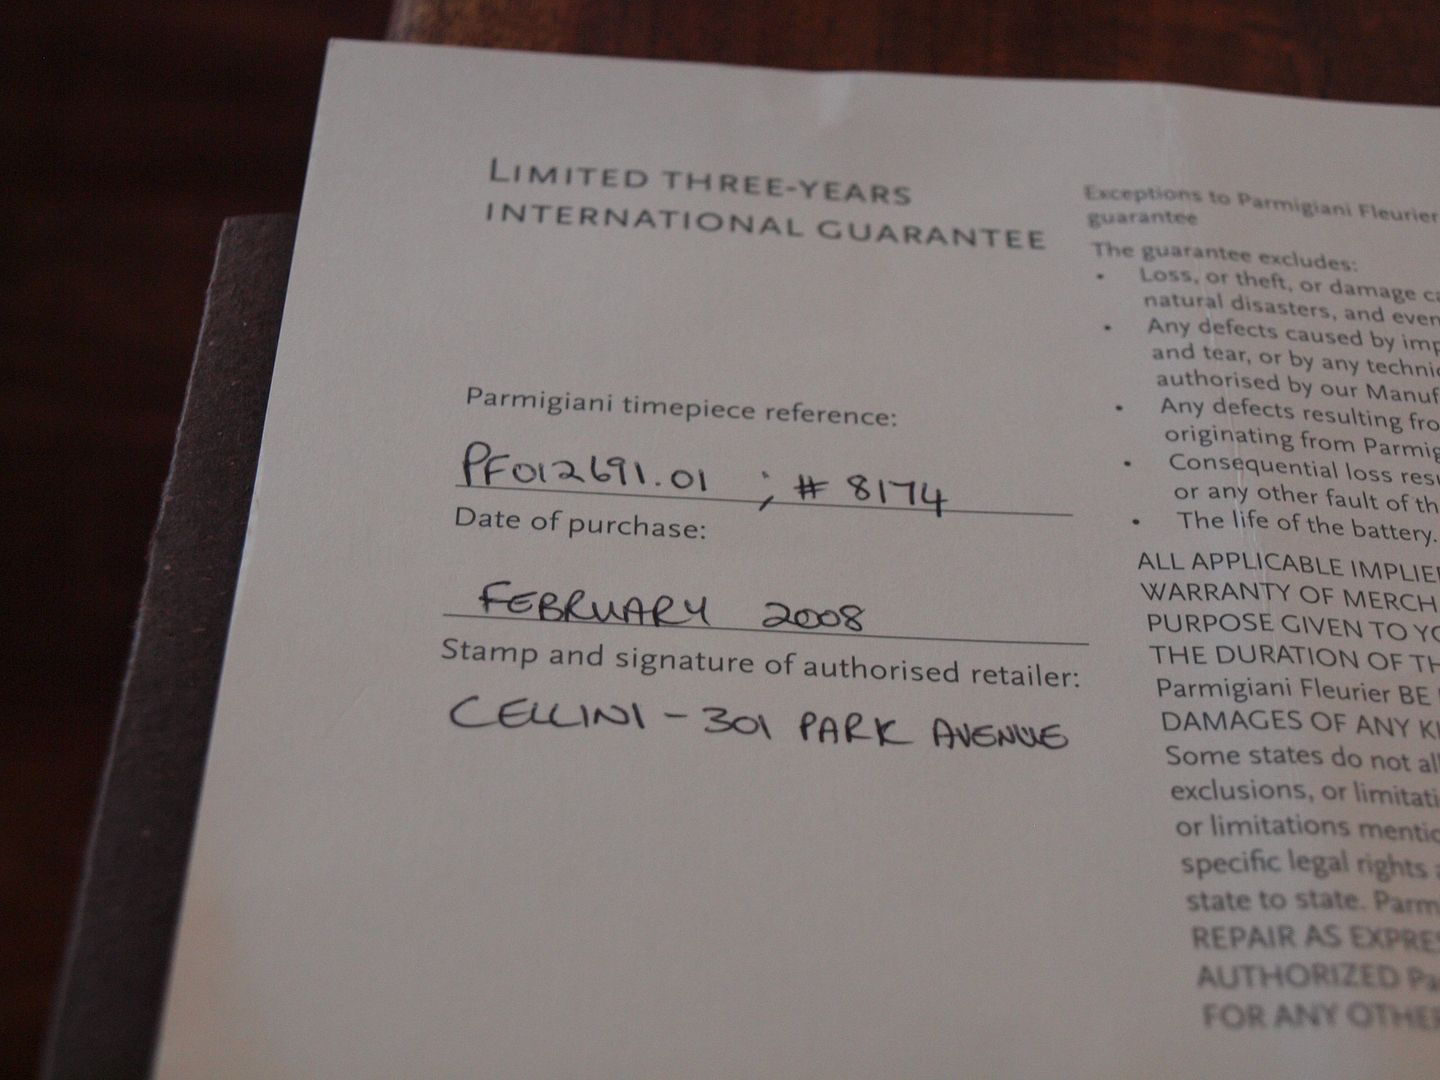 LIMITED THREE-YEARS
INTERNATIONAL GUARANTEE
Parmigiani timepiece reference:
PF012691.01 ; # 8174
Date of purchase:
FEBRUARY 2008
Stamp and signature of authorised retailer:
CELLINI - 301 PARK AVENUE
Exceptions to Parmigiani Fleurier
guarantee
The guarantee excludes:
• Loss, or theft, or damage
natural disasters, and
• Any defects caused by
and tear, or by any
authorised by our
• Any defects resulting
originating from
• Consequential loss
or any other fault of
• The life of the battery.
ALL APPLICABLE
WARRANTY OF
PURPOSE GIVEN TO
THE DURATION OF
Parmigiani Fleurier BE
DAMAGES OF ANY
Some states do not
exclusions, or
or limitations
specific legal rights
state to state.
REPAIR AS
AUTHORIZED
FOR ANY